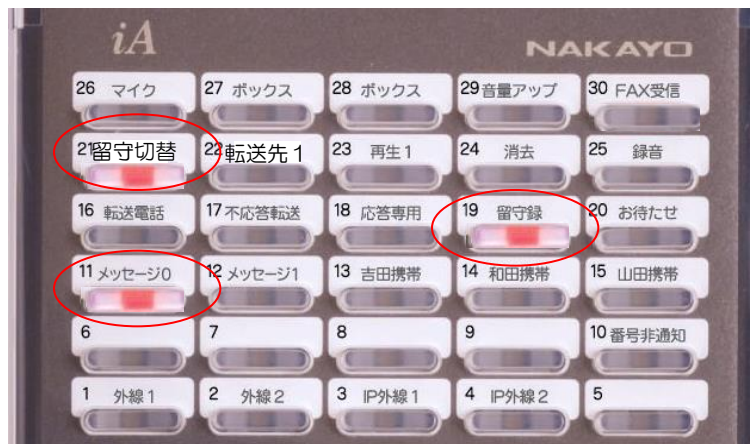 iA NAKAYO
26 マイク 27 ボックス 28 ボックス 29 音量アップ 30 FAX受信
21 留守切替 22 転送先1 23 再生1 24 消去 25 録音
16 転送電話 17 不応答転送 18 応答専用 19 留守録 20 お待たせ
11 メッセージ0 12 メッセージ1 13 吉田携帯 14 和田携帯 15 山田携帯
6 7 8 9 10 番号非通知
1 外線1 2 外線2 3 IP外線1 4 IP外線2 5